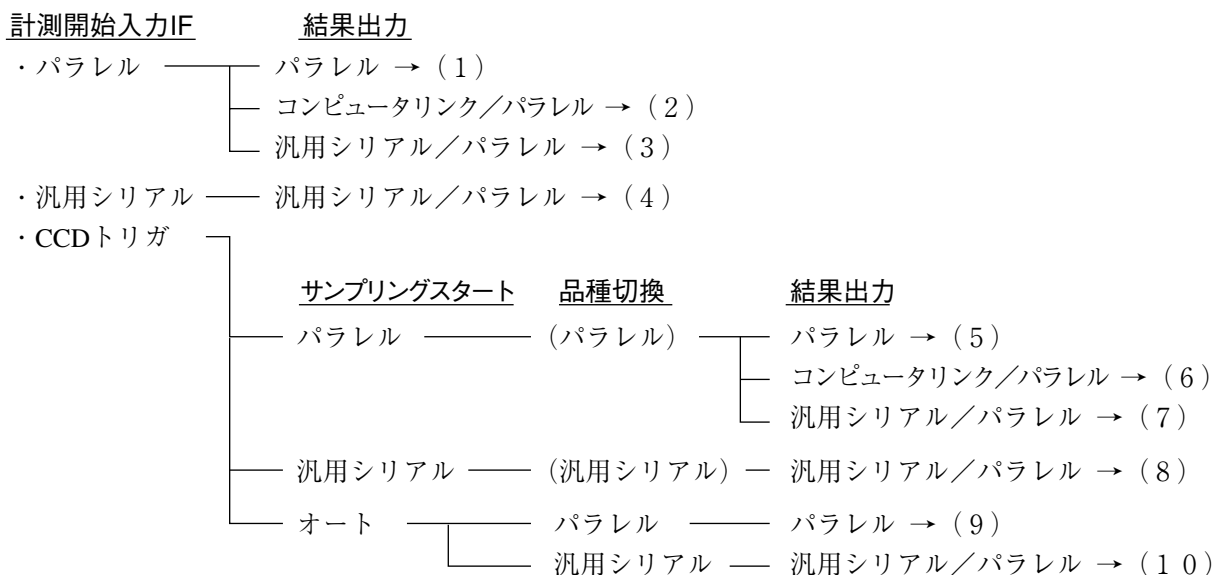 計測開始入力IF 結果出力
・パラレル パラレル → (１)
コンピュータリンク／パラレル → (２)
汎用シリアル／パラレル → (３)
・汎用シリアル 汎用シリアル／パラレル → (４)
・CCDトリガ
サンプリングスタート 品種切換 結果出力
パラレル (パラレル) パラレル → (５)
コンピュータリンク／パラレル → (６)
汎用シリアル／パラレル → (７)
汎用シリアル (汎用シリアル) 汎用シリアル／パラレル → (８)
オート パラレル パラレル → (９)
汎用シリアル 汎用シリアル／パラレル → (１０)